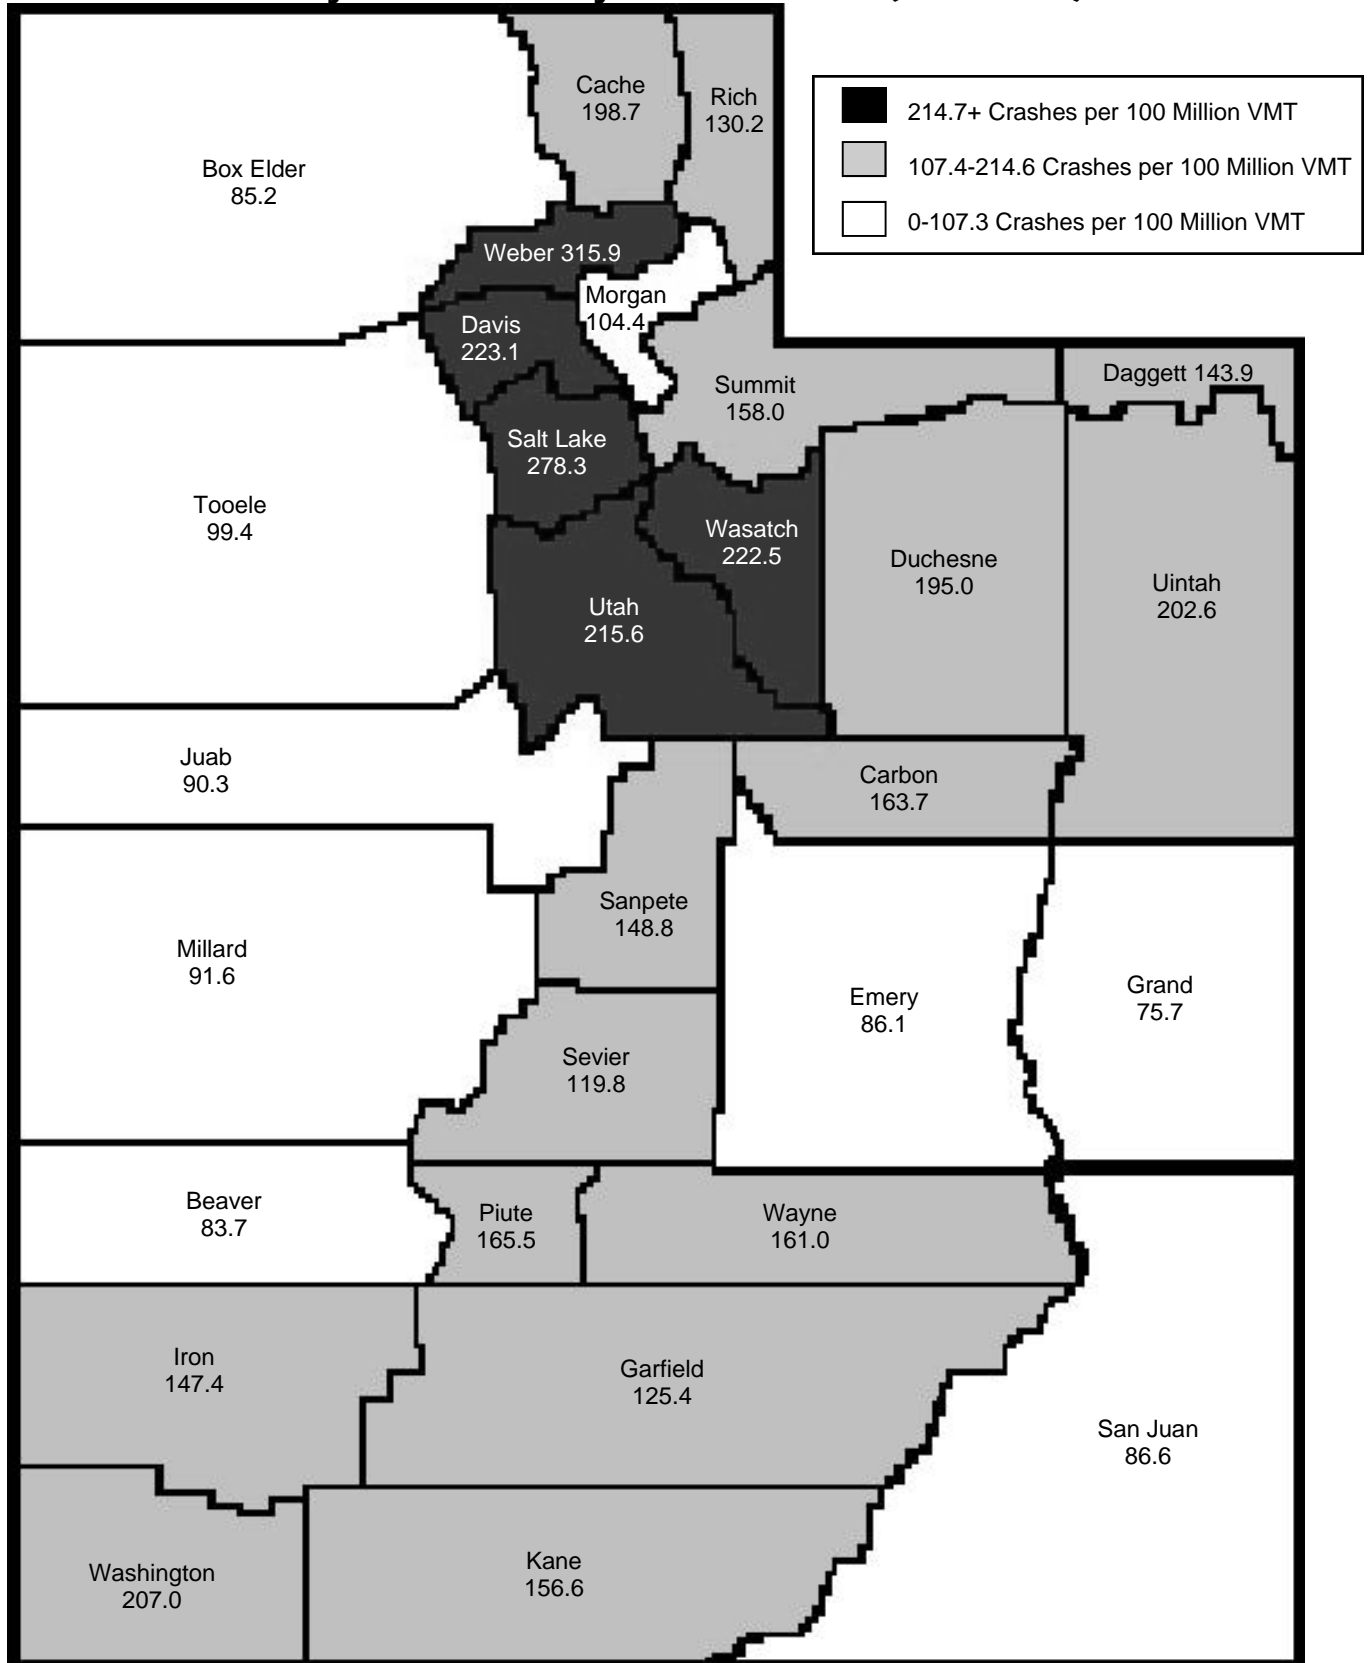 Cache
198.7
Rich
130.2
214.7+ Crashes per 100 Million VMT
107.4-214.6 Crashes per 100 Million VMT
0-107.3 Crashes per 100 Million VMT
Box Elder
85.2
Weber 315.9
Morgan
104.4
Davis
223.1
Summit
158.0
Daggett 143.9
Salt Lake
278.3
Tooele
99.4
Wasatch
222.5
Duchesne
195.0
Uintah
202.6
Utah
215.6
Juab
90.3
Carbon
163.7
Sanpete
148.8
Millard
91.6
Emery
86.1
Grand
75.7
Sevier
119.8
Beaver
83.7
Piute
165.5
Wayne
161.0
Iron
147.4
Garfield
125.4
San Juan
86.6
Washington
207.0
Kane
156.6